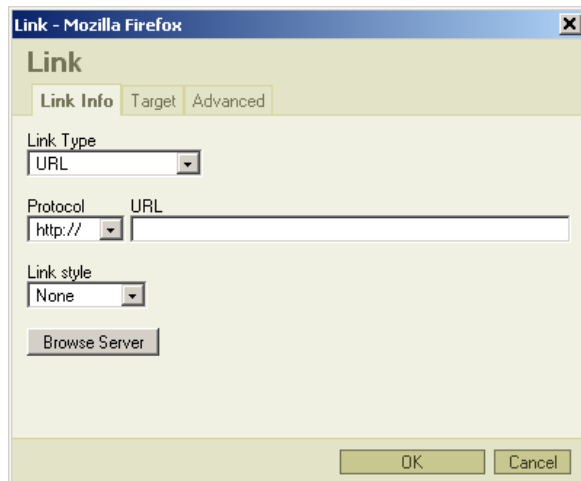 Link - Mozilla Firefox
Link
Link Info Target Advanced
Link Type
URL
Protocol URL
http://
Link style
None
Browse Server
OK Cancel